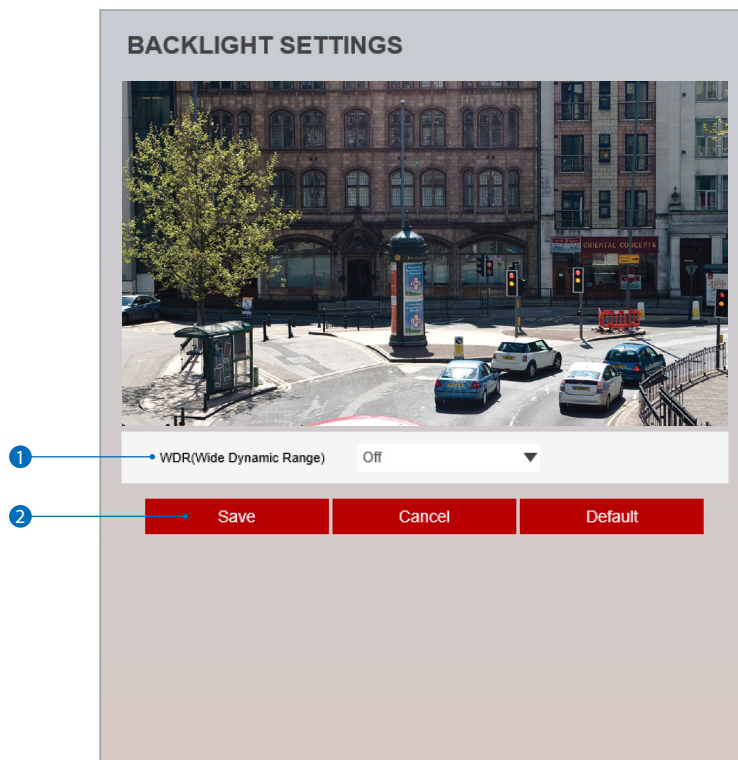 BACKLIGHT SETTINGS
ORIENTAL CONCEPTS
1
WDR(Wide Dynamic Range)
Off
2
Save
Cancel
Default